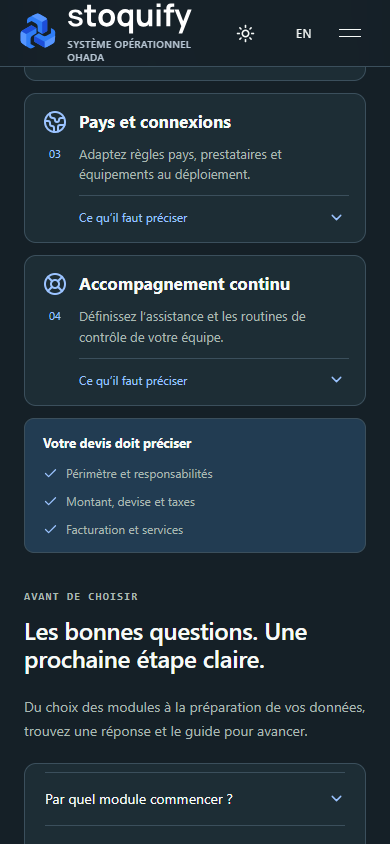 stoquify
SYSTÈME OPÉRATIONNEL
OHADA
EN
Pays et connexions
03
Adaptez règles pays, prestataires et
équipements au déploiement.
Ce qu'il faut préciser
Accompagnement continu
04
Définissez l'assistance et les routines de
contrôle de votre équipe.
Ce qu'il faut préciser
Votre devis doit préciser
Périmètre et responsabilités
Montant, devise et taxes
Facturation et services
AVANT DE CHOISIR
Les bonnes questions. Une
prochaine étape claire.
Du choix des modules à la préparation de vos données,
trouvez une réponse et le guide pour avancer.
Par quel module commencer ?